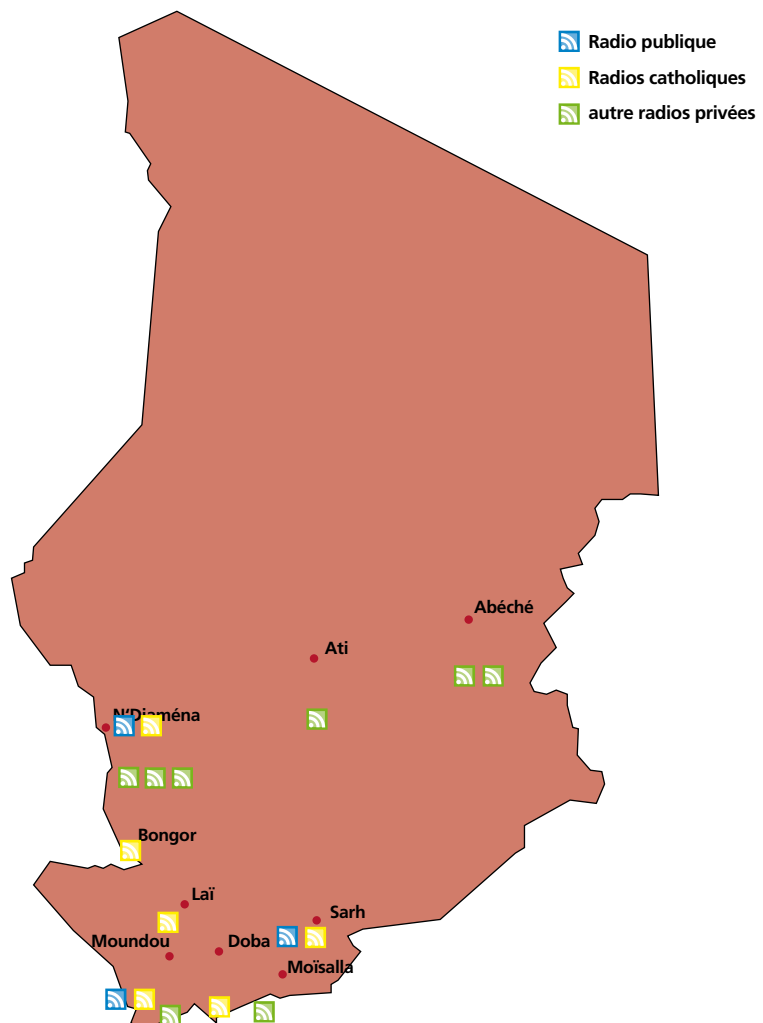 Radio publique
Radios catholiques
autre radios privées
Abéché
Ati
N'Djaména
Bongor
Laï
Sarh
Moundou
Doba
Moïsalla